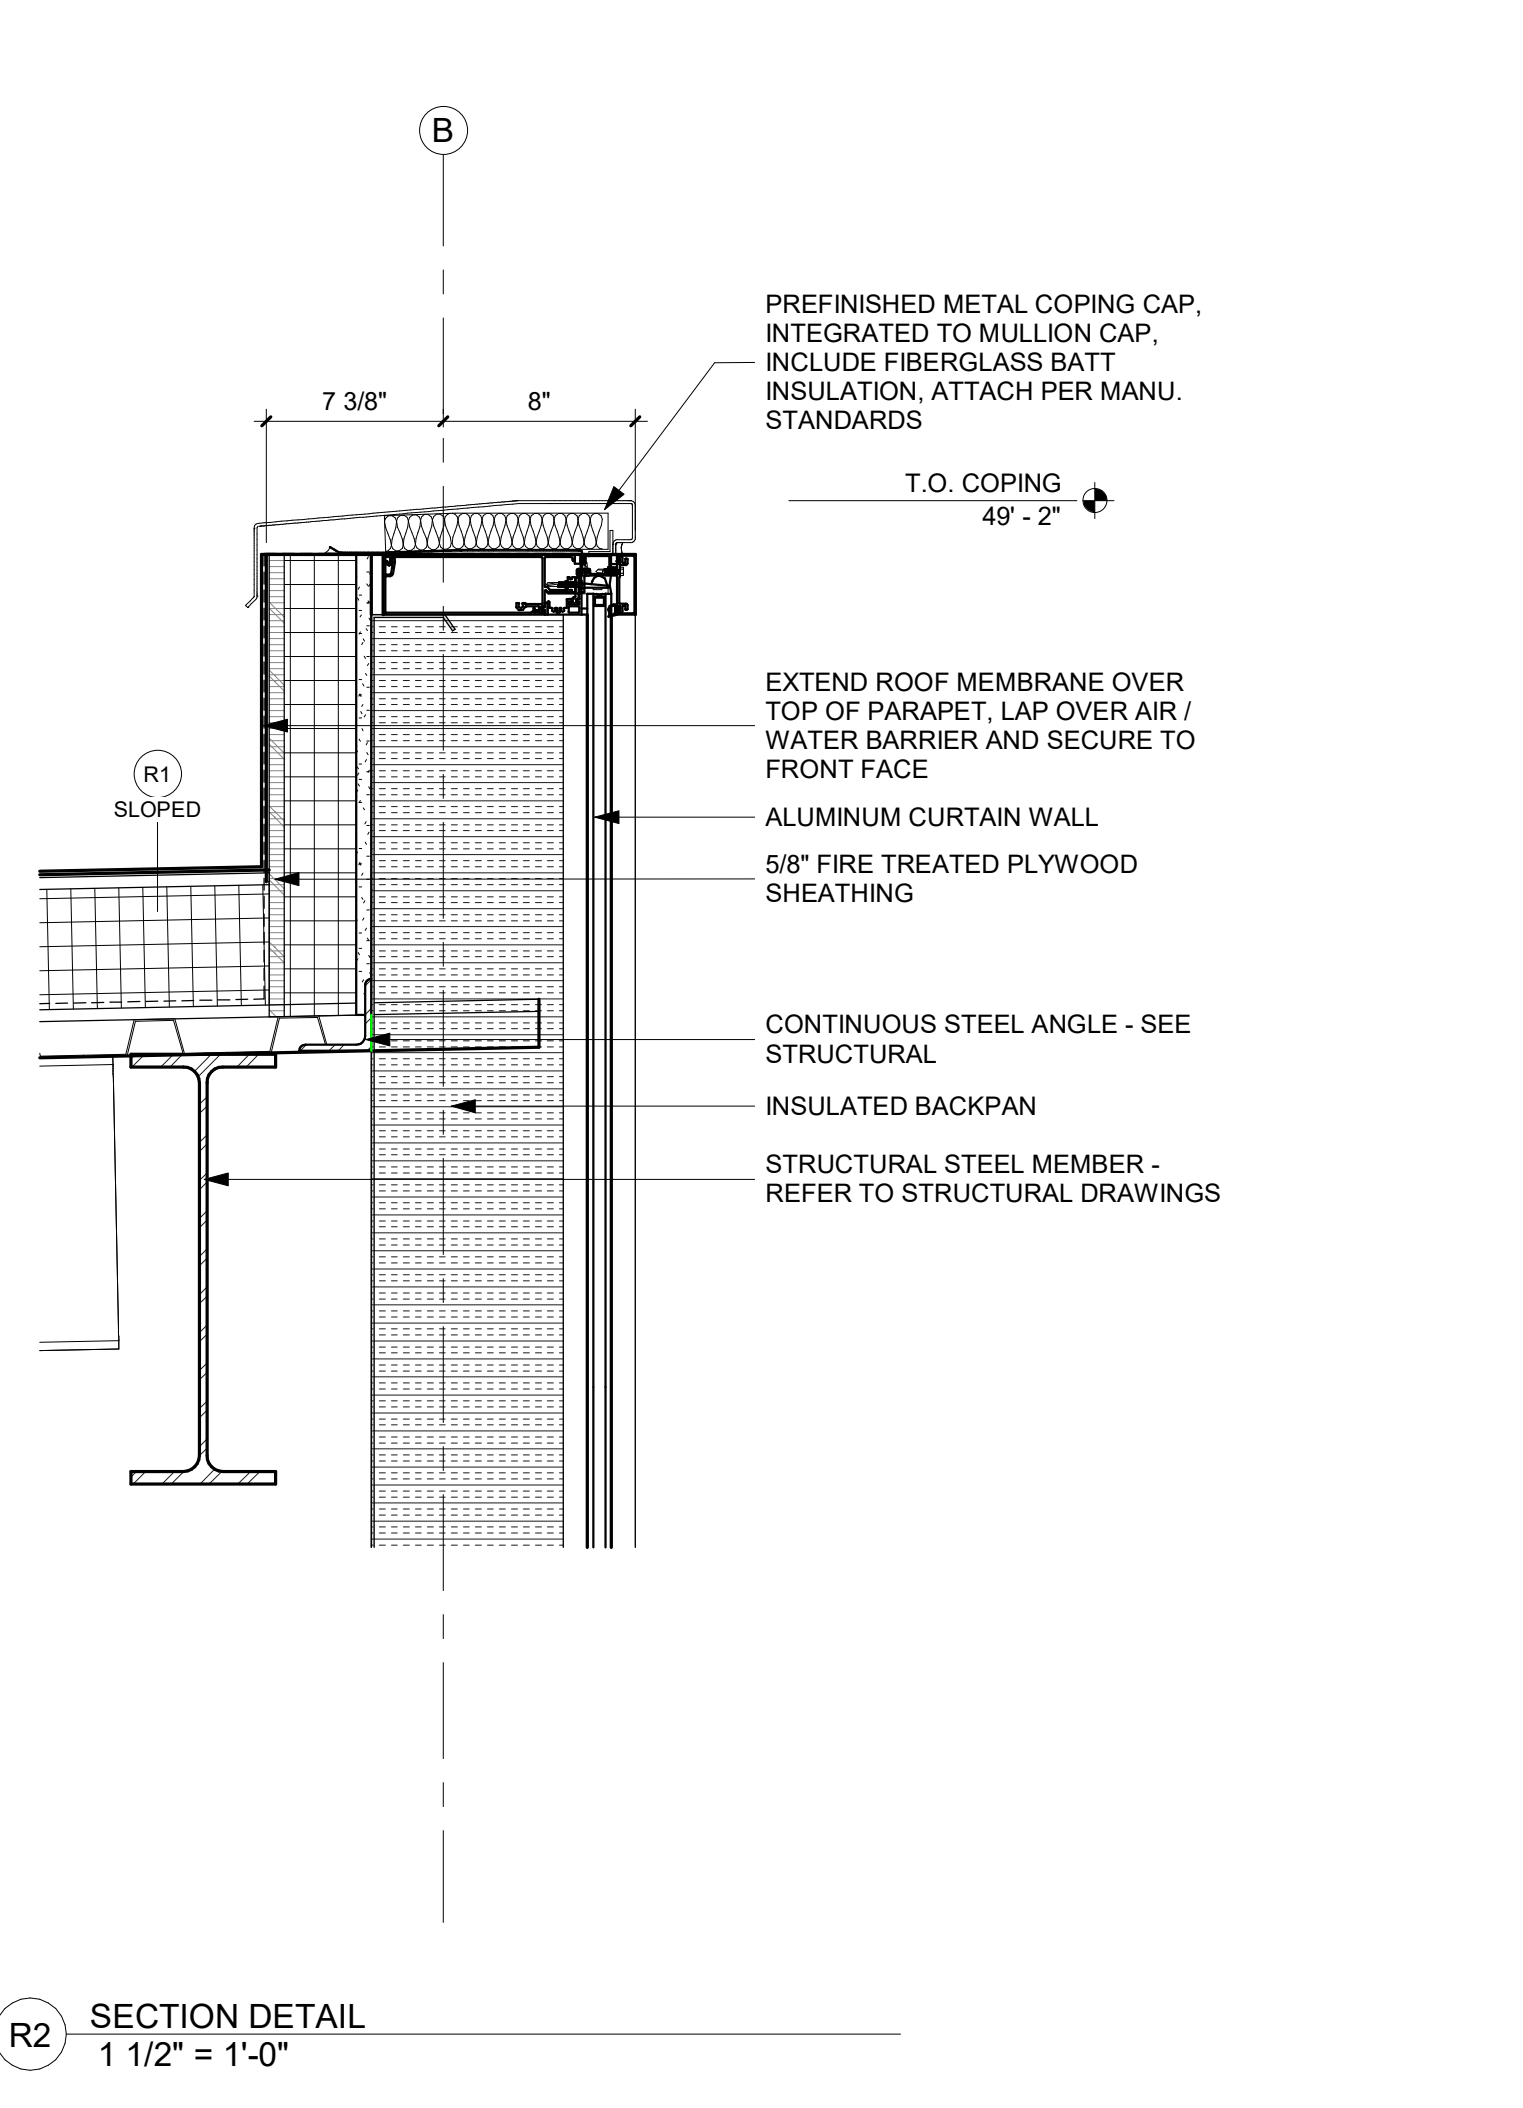 B
PREFINISHED METAL COPING CAP,
INTEGRATED TO MULLION CAP,
INCLUDE FIBERGLASS BATT
INSULATION, ATTACH PER MANU.
STANDARDS
7 3/8"
8"
T.O. COPING
49' - 2"
EXTEND ROOF MEMBRANE OVER
TOP OF PARAPET, LAP OVER AIR /
WATER BARRIER AND SECURE TO
FRONT FACE
R1
SLOPED
ALUMINUM CURTAIN WALL
5/8" FIRE TREATED PLYWOOD
SHEATHING
CONTINUOUS STEEL ANGLE - SEE
STRUCTURAL
INSULATED BACKPAN
STRUCTURAL STEEL MEMBER -
REFER TO STRUCTURAL DRAWINGS
R2
SECTION DETAIL
1 1/2" = 1'-0"